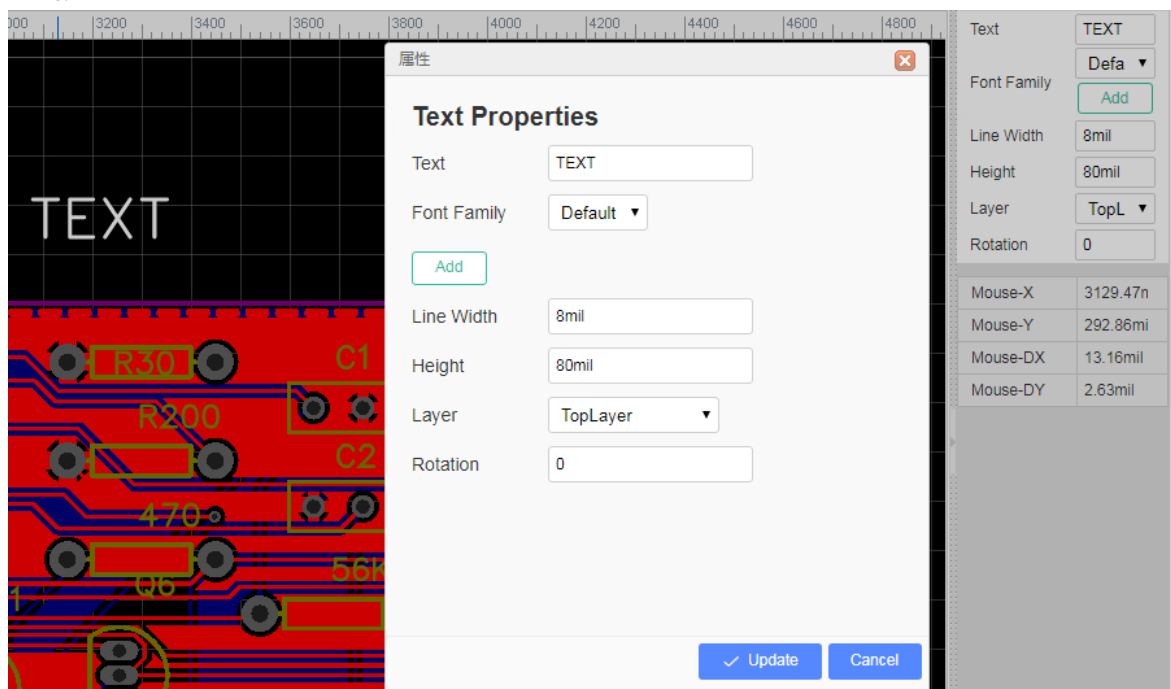 000 3200 3400 3600 3800 4000 4200 4400 4600 4800
属性
Text Properties
Text TEXT
Font Family Default
Add
Line Width 8mil
Height 80mil
Layer TopLayer
Rotation 0
Update Cancel
TEXT
R30 C1
R200
C2
470
56K
Q6
1
Text TEXT
Font Family Defa
Add
Line Width 8mil
Height 80mil
Layer TopL
Rotation 0
Mouse-X 3129.47n
Mouse-Y 292.86mi
Mouse-DX 13.16mil
Mouse-DY 2.63mil